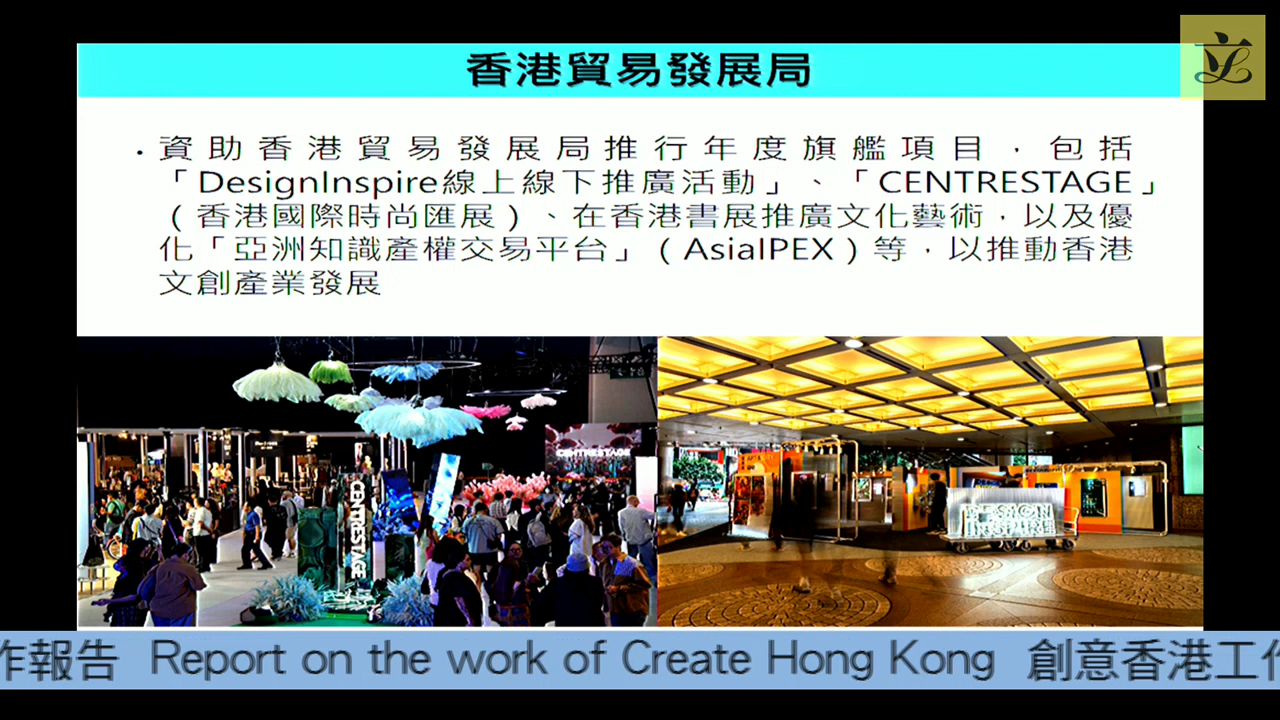 香港貿易發展局
• 資助香港貿易發展局推行年度旗艦項目，包括
「DesignInspire線上線下推廣活動」、「CENTRESTAGE」
（香港國際時尚匯展）、在香港書展推廣文化藝術，以及優
化「亞洲知識產權交易平台」（AsiaIPEX）等，以推動香港
文創產業發展
CENTRESTAGE
CENTRESTAGE
DESIGN
INSPIRE
作報告 Report on the work of Create Hong Kong 創意香港工作